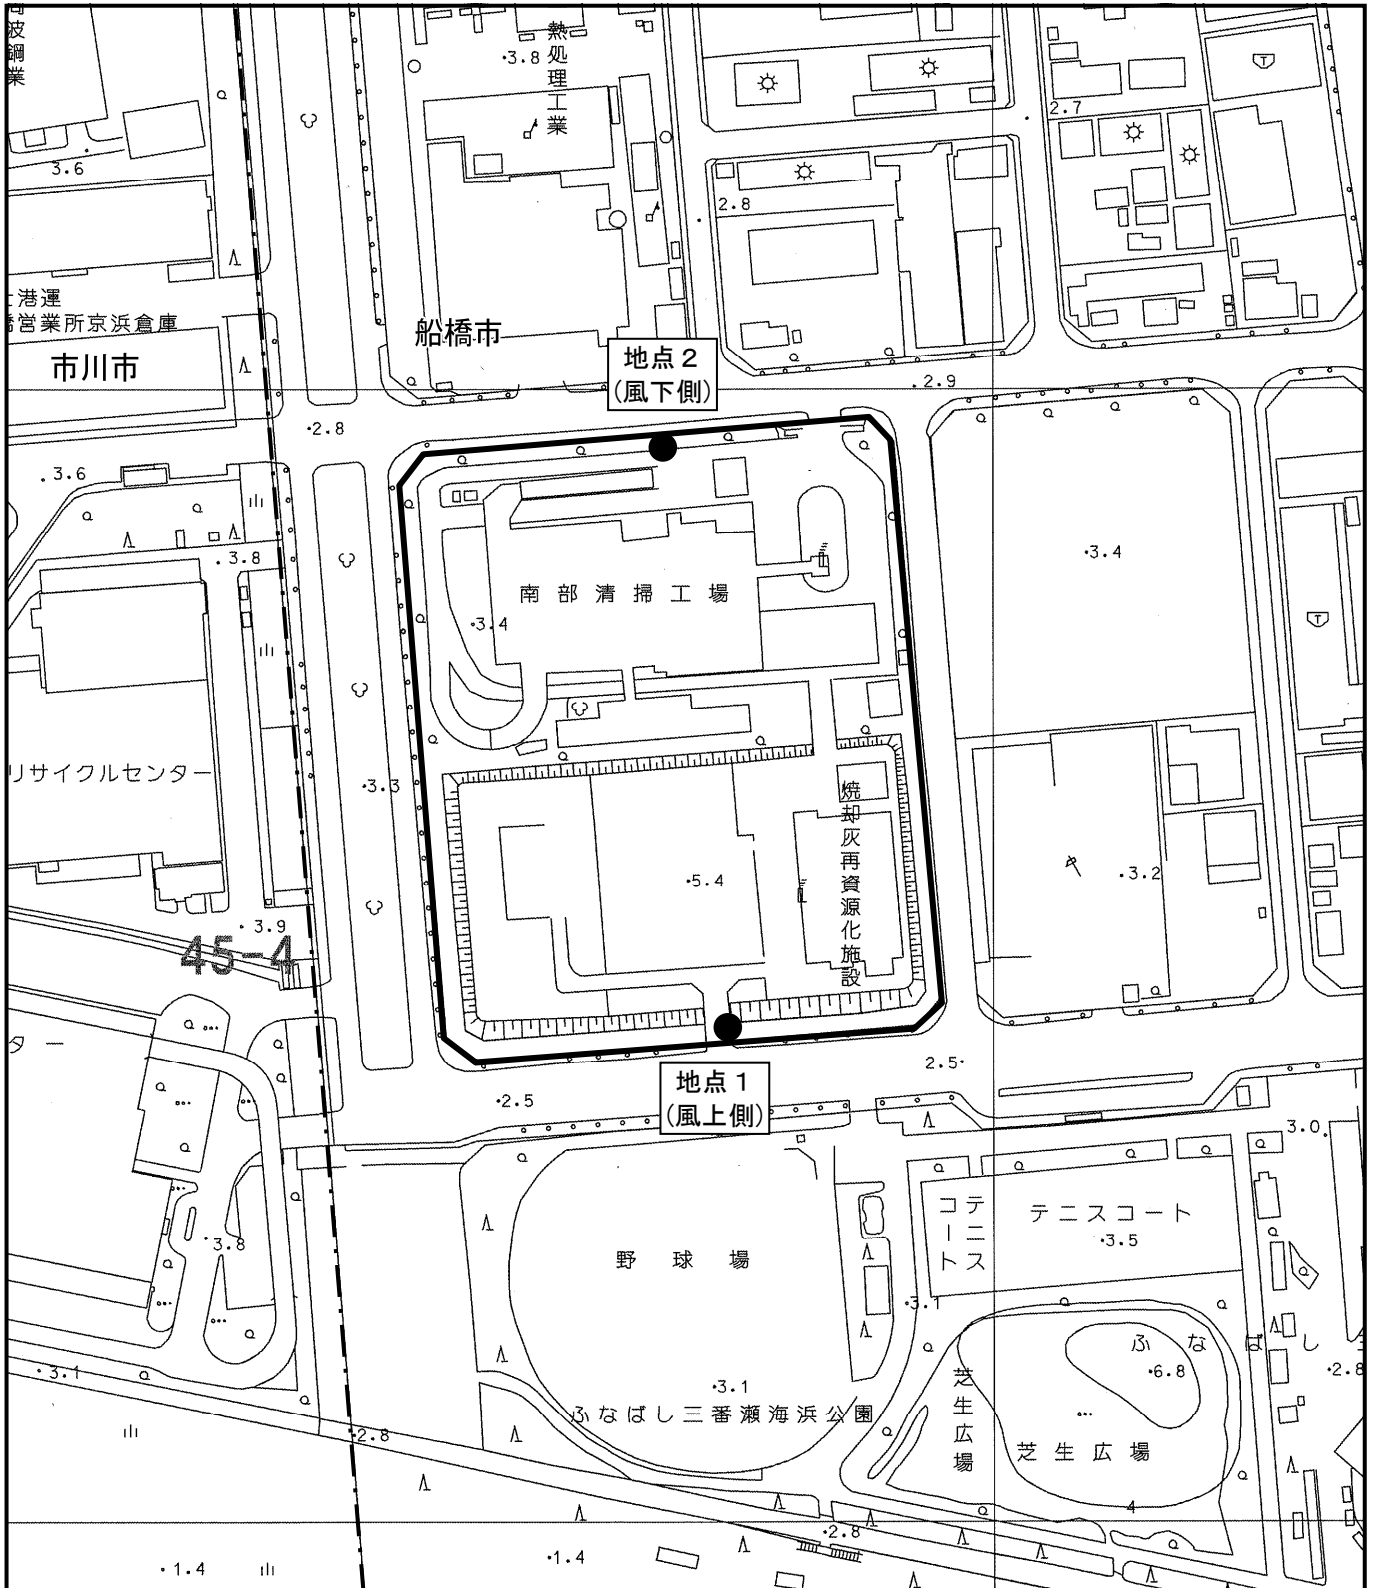 波鋼業
3.8
熱処理工業
2.7
3.6
2.8
港運
営業所京浜倉庫
船橋市
市川市
地点２
(風下側)
2.9
2.8
3.6
3.8
3.4
南部清掃工場
3.4
リサイクルセンター
3.3
焼却灰再資源化施設
5.4
3.2
3.9
45-4
ター
2.5
地点１
(風上側)
2.5
3.0
テニスコート
テニスコート
3.5
3.8
野球場
3.1
ふなばし
3.1
2.8
6.8
芝生広場
3.1
ふなばし三番瀬海浜公園
芝生広場
2.8
4
2.8
1.4
1.4